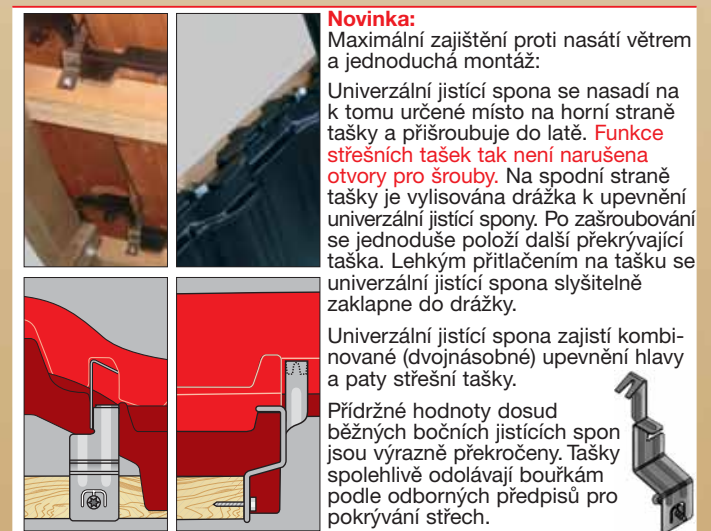 Novinka:
Maximální zajištění proti nasátí větrem
a jednoduchá montáž:
Univerzální jistící spona se nasadí na
k tomu určené místo na horní straně
tašky a přišroubuje do latě. Funkce
střešních tašek tak není narušena
otvory pro šrouby. Na spodní straně
tašky je vylisována drážka k upevnění
univerzální jistící spony. Po zašroubování
se jednoduše položí další překrývající
taška. Lehkým přitlačením na tašku se
univerzální jistící spona slyšitelně
zaklapne do drážky.
Univerzální jistící spona zajistí kombi-
nované (dvojnásobné) upevnění hlavy
a paty střešní tašky.
Přídržné hodnoty dosud
běžných bočních jistících spon
jsou výrazně překročeny. Tašky
spolehlivě odolávají bouřkám
podle odborných předpisů pro
pokrývání střech.